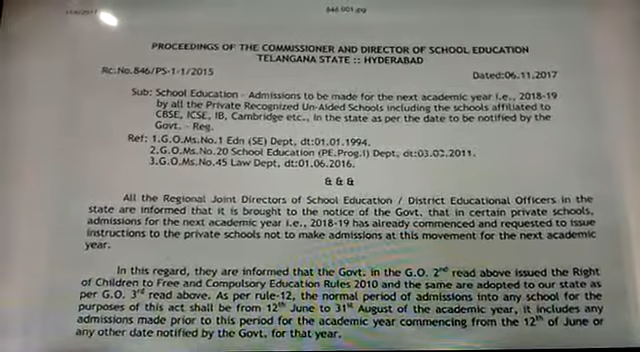 846 001.jpg
PROCEEDINGS OF THE COMMISSIONER AND DIRECTOR OF SCHOOL EDUCATION
TELANGANA STATE :: HYDERABAD
Rc.No.846/PS-1-1/2015 Dated:06.11.2017
Sub: School Education - Admissions to be made for the next academic year i.e., 2018-19
by all the Private Recognized Un-Aided Schools including the schools affiliated to
CBSE, ICSE, IB, Cambridge etc., in the state as per the date to be notified by the
Govt. - Reg.
Ref: 1.G.O.Ms.No.1 Edn (SE) Dept, dt:01.01.1994.
2.G.O.Ms.No.20 School Education (PE.Prog.I) Dept, dt:03.03.2011.
3.G.O.Ms.No.45 Law Dept, dt:01.06.2016.
& & &
All the Regional Joint Directors of School Education / District Educational Officers in the
state are informed that it is brought to the notice of the Govt. that in certain private schools,
admissions for the next academic year i.e., 2018-19 has already commenced and requested to issue
instructions to the private schools not to make admissions at this movement for the next academic
year.
In this regard, they are informed that the Govt. in the G.O. 2nd read above issued the Right
of Children to Free and Compulsory Education Rules 2010 and the same are adopted to our state as
per G.O. 3rd read above. As per rule-12, the normal period of admissions into any school for the
purposes of this act shall be from 12th June to 31st August of the academic year, it includes any
admissions made prior to this period for the academic year commencing from the 12th of June or
any other date notified by the Govt. for that year.